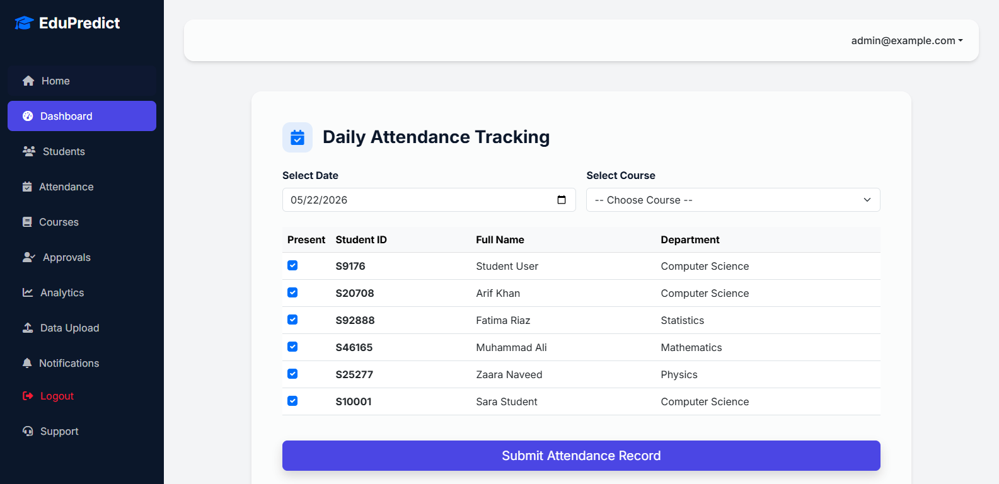 EduPredict
admin@example.com
Home
Dashboard
Students
Attendance
Courses
Approvals
Analytics
Data Upload
Notifications
Logout
Support
Daily Attendance Tracking
Select Date
Select Course
05/22/2026
-- Choose Course --
Present Student ID Full Name Department
S9176 Student User Computer Science
S20708 Arif Khan Computer Science
S92888 Fatima Riaz Statistics
S46165 Muhammad Ali Mathematics
S25277 Zaara Naveed Physics
S10001 Sara Student Computer Science
Submit Attendance Record